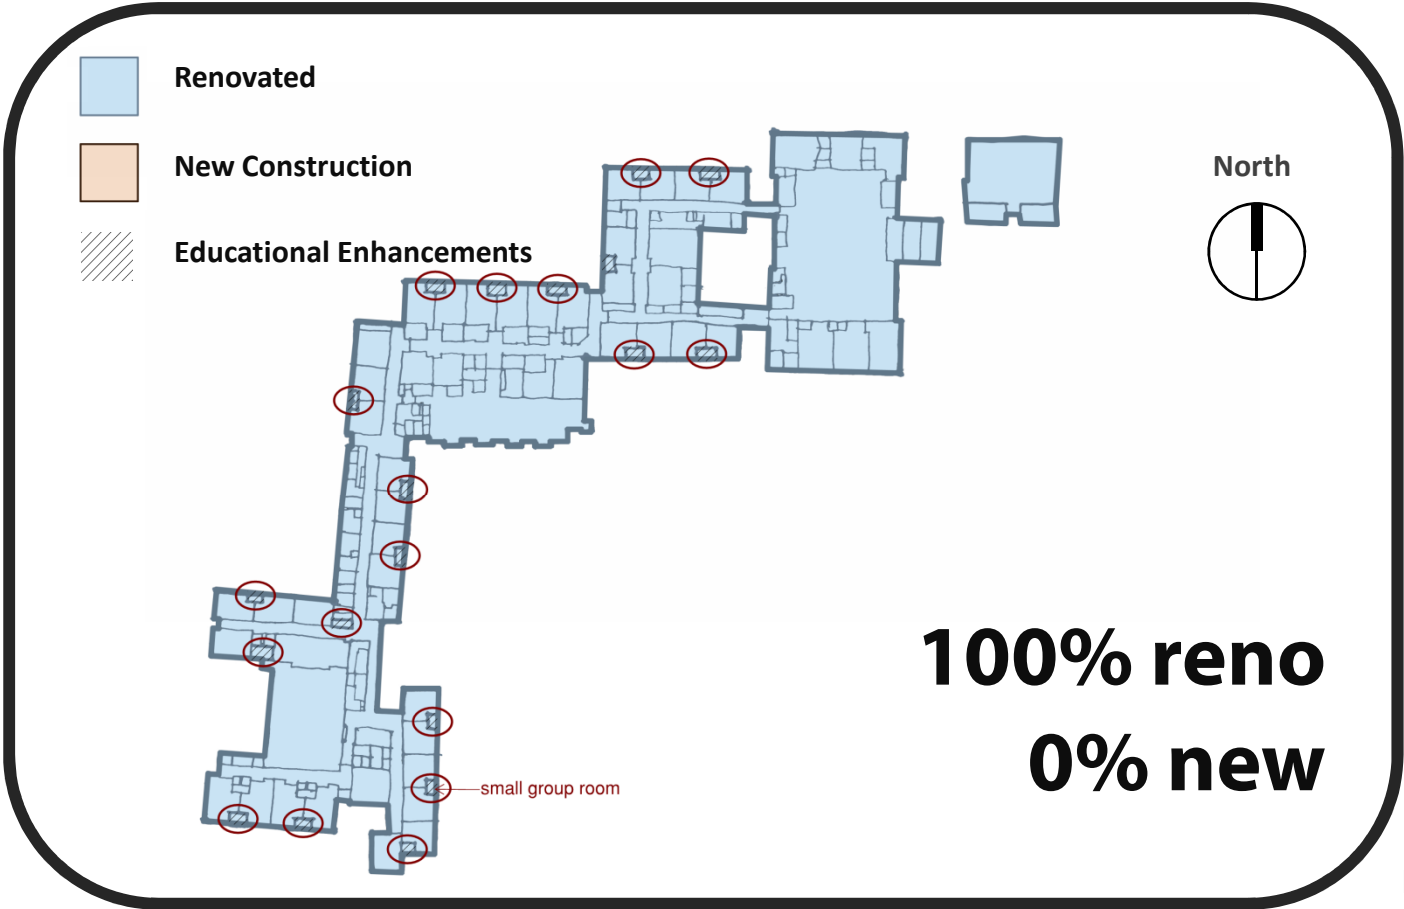 Renovated
New Construction
Educational Enhancements
North
small group room
100% reno
0% new